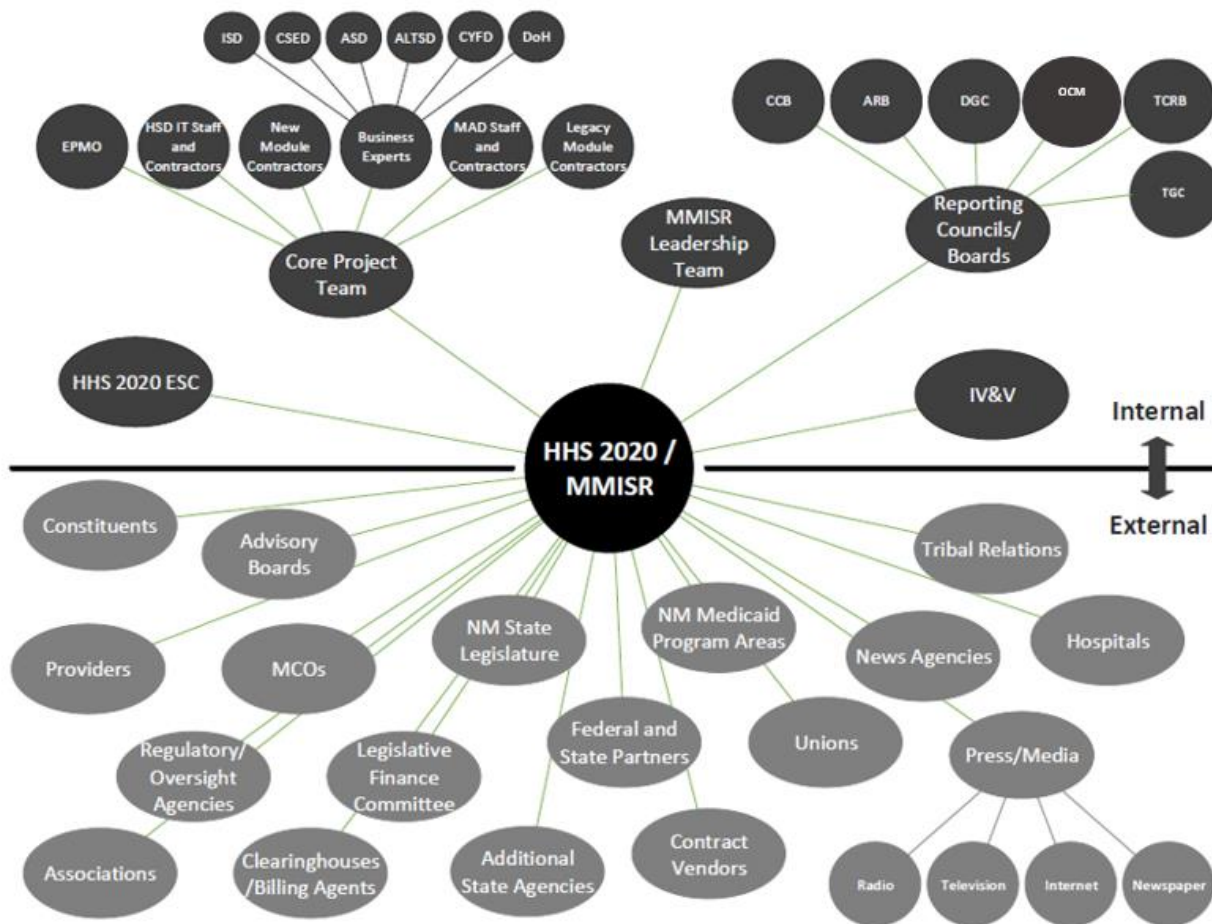 ISD
CSED
ASD
ALTSD
CYFD
DoH
EPMO
HSD IT Staff
and
Contractors
New
Module
Contractors
Business
Experts
MAD Staff
and
Contractors
Legacy
Module
Contractors
CCB
ARB
DGC
OCM
TCRB
TGC
Core Project
Team
MMISR
Leadership
Team
Reporting
Councils/
Boards
HHS 2020 ESC
IV&V
HHS 2020 /
MMISR
Internal
External
Constituents
Advisory
Boards
Tribal Relations
Providers
MCOs
NM State
Legislature
NM Medicaid
Program Areas
News Agencies
Hospitals
Regulatory/
Oversight
Agencies
Legislative
Finance
Committee
Federal and
State Partners
Unions
Press/Media
Associations
Clearinghouses
/Billing Agents
Additional
State Agencies
Contract
Vendors
Radio
Television
Internet
Newspaper